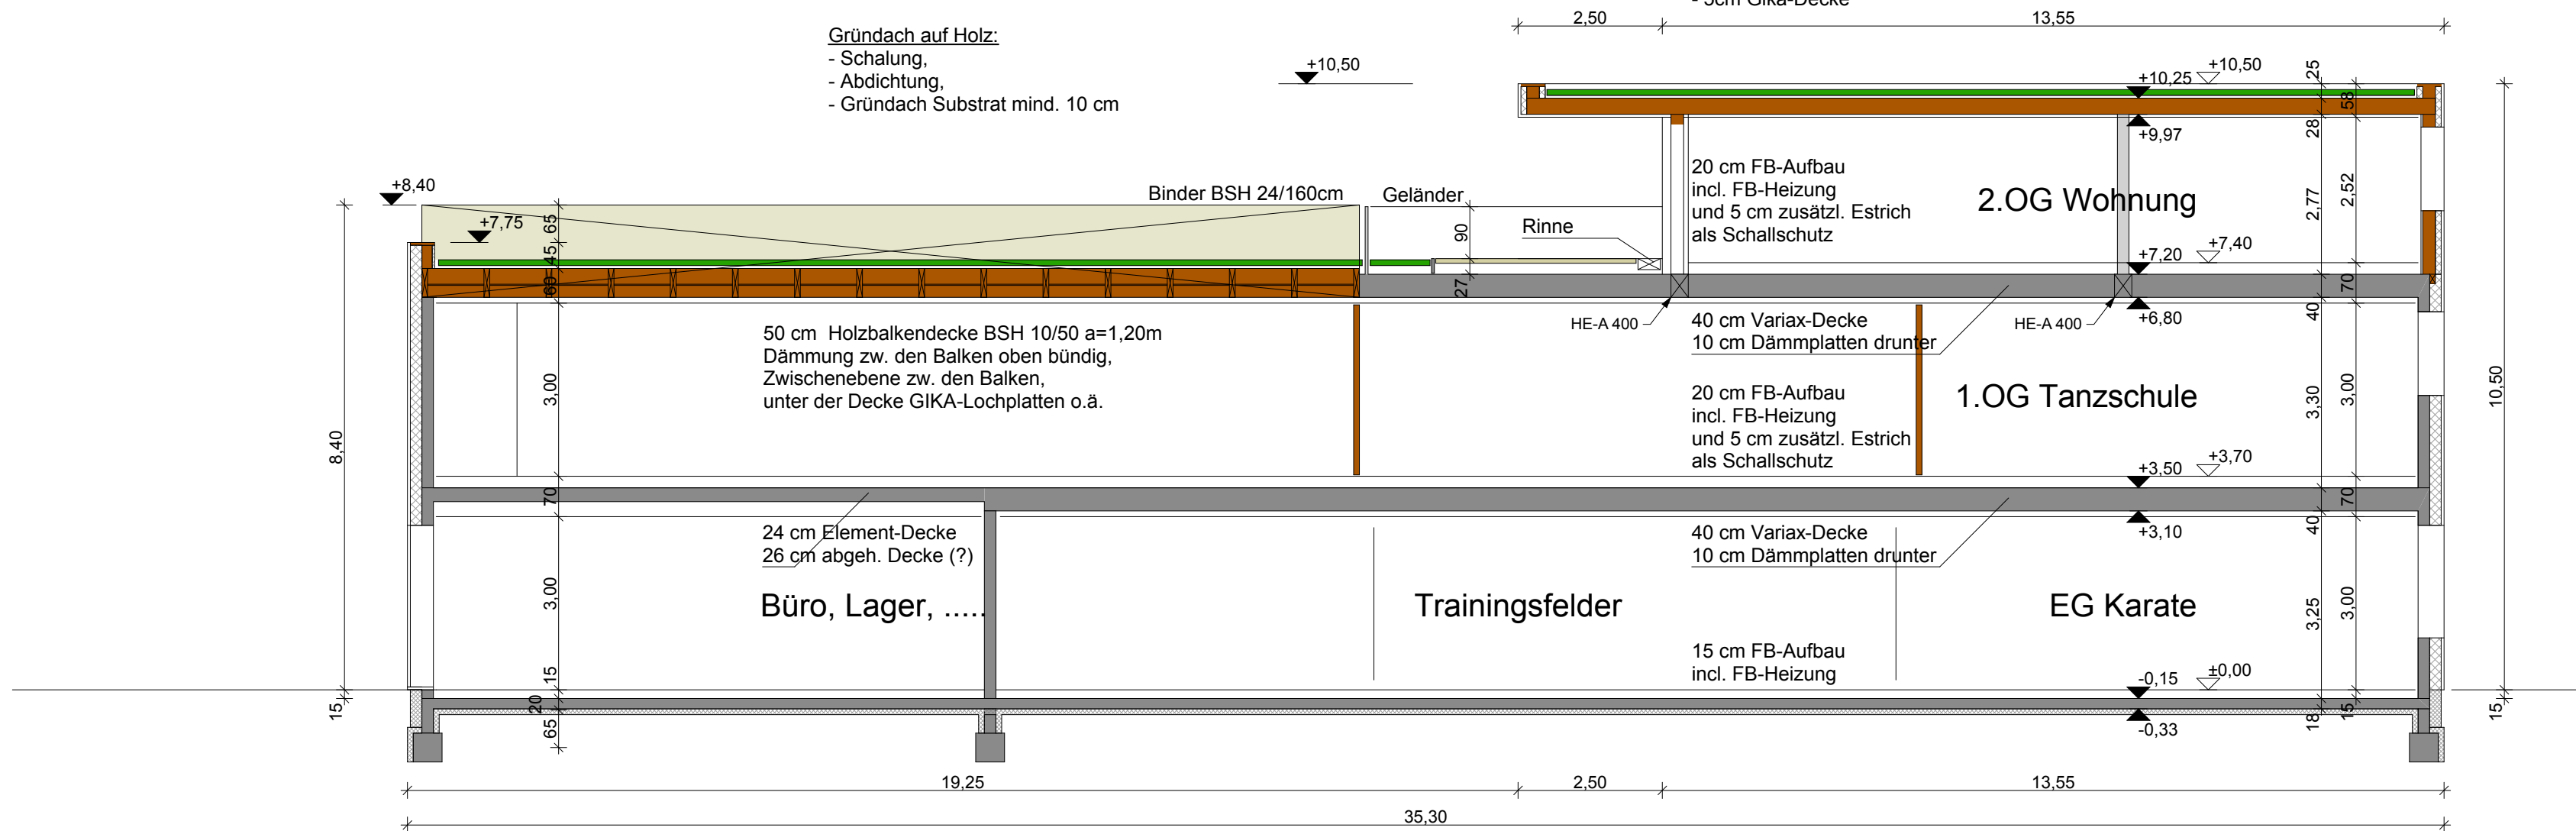 - 5cm Gika-Decke
2,50
13,55
Gründach auf Holz:
- Schalung,
- Abdichtung,
- Gründach Substrat mind. 10 cm
+10,50
+10,25
+10,50
25
58
+9,97
28
+8,40
+7,75
65
45
60
Binder BSH 24/160cm
Geländer
90
Rinne
27
20 cm FB-Aufbau
incl. FB-Heizung
und 5 cm zusätzl. Estrich
als Schallschutz
2.OG Wohnung
2,77
2,52
+7,20
+7,40
70
+6,80
40
HE-A 400
HE-A 400
50 cm Holzbalkendecke BSH 10/50 a=1,20m
Dämmung zw. den Balken oben bündig,
Zwischenebene zw. den Balken,
unter der Decke GIKA-Lochplatten o.ä.
40 cm Variax-Decke
10 cm Dämmplatten drunter
20 cm FB-Aufbau
incl. FB-Heizung
und 5 cm zusätzl. Estrich
als Schallschutz
1.OG Tanzschule
3,00
3,30
3,00
10,50
8,40
+3,50
+3,70
70
70
+3,10
40
24 cm Element-Decke
26 cm abgeh. Decke (?)
40 cm Variax-Decke
10 cm Dämmplatten drunter
3,00
Büro, Lager, .....
Trainingsfelder
EG Karate
3,25
3,00
15 cm FB-Aufbau
incl. FB-Heizung
15
-0,15
±0,00
15
20
65
18
15
15
-0,33
19,25
2,50
13,55
35,30